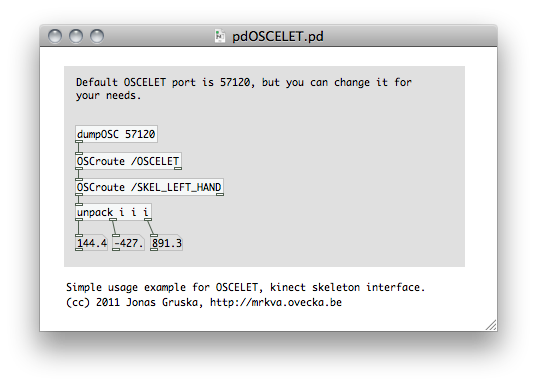 pdOSCELET.pd
Default OSCELET port is 57120, but you can change it for
your needs.
dumpOSC 57120
OSCroute /OSCELET
OSCroute /SKEL_LEFT_HAND
unpack i i i
144.4 -427. 891.3
Simple usage example for OSCELET, kinect skeleton interface.
(cc) 2011 Jonas Gruska, http://mrkva.ovecka.be